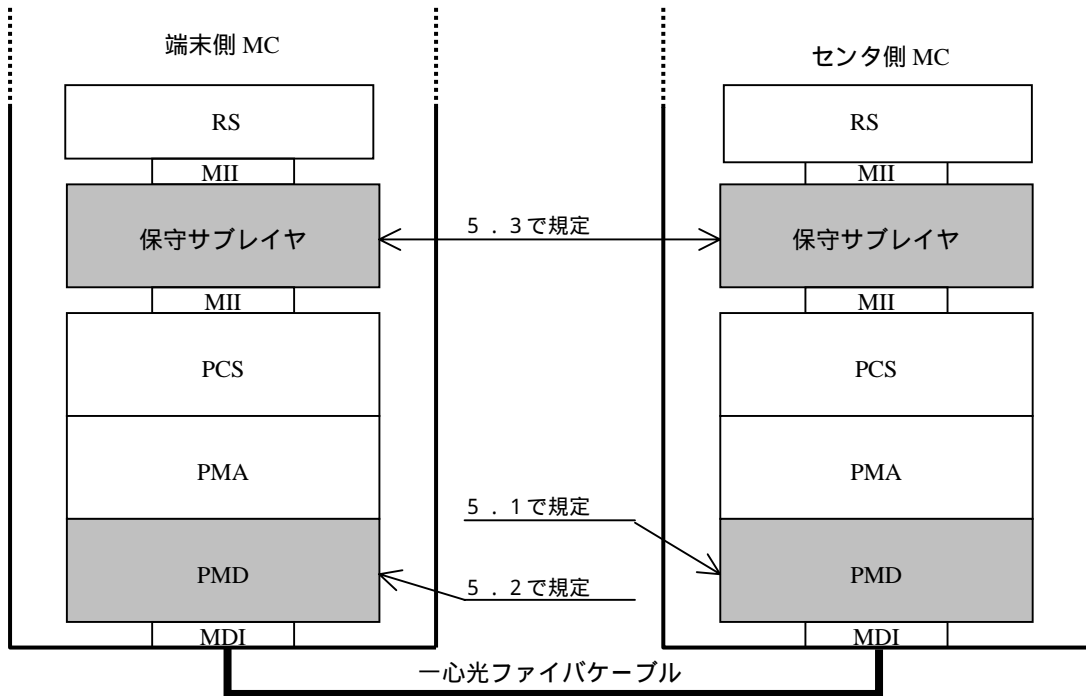 端末側 MC
センタ側 MC
RS
RS
MII
MII
保守サブレイヤ
5.3で規定
保守サブレイヤ
MII
MII
PCS
PCS
PMA
PMA
5.1で規定
PMD
5.2で規定
PMD
MDI
MDI
一心光ファイバケーブル